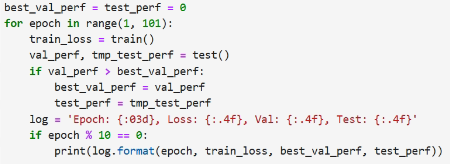 best_val_perf = test_perf = 0
for epoch in range(1, 101):
    train_loss = train()
    val_perf, tmp_test_perf = test()
    if val_perf > best_val_perf:
        best_val_perf = val_perf
        test_perf = tmp_test_perf
    log = 'Epoch: {:03d}, Loss: {:.4f}, Val: {:.4f}, Test: {:.4f}'
    if epoch % 10 == 0:
        print(log.format(epoch, train_loss, best_val_perf, test_perf))